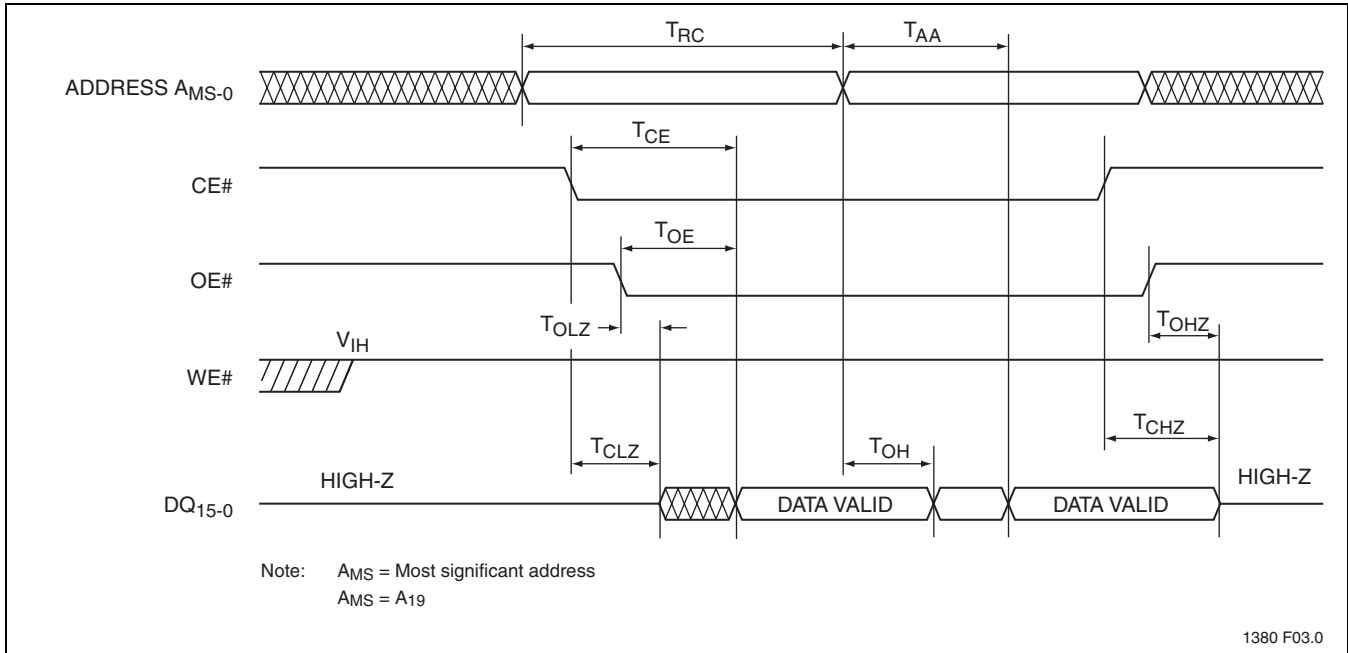 TRC TAA
ADDRESS AMS-0
TCE
CE#
TOE
OE#
TOLZ TOHZ
VIH
WE#
TCLZ TOH TCHZ
HIGH-Z HIGH-Z
DQ15-0 DATA VALID DATA VALID
Note: AMS = Most significant address
AMS = A19
1380 F03.0